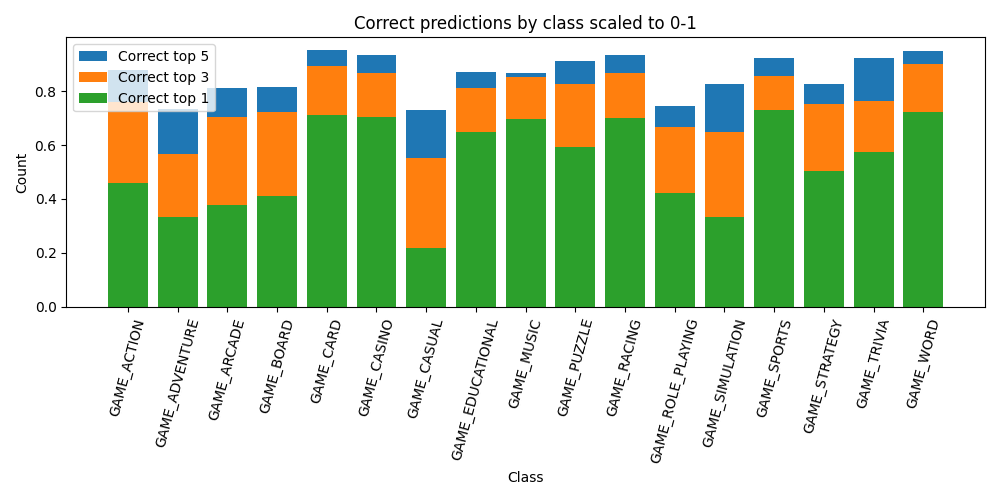 Correct predictions by class scaled to 0-1
Correct top 5
Correct top 3
Correct top 1
Count
0.8
0.6
0.4
0.2
0.0
GAME_ACTION
GAME_ADVENTURE
GAME_ARCADE
GAME_BOARD
GAME_CARD
GAME_CASINO
GAME_CASUAL
GAME_EDUCATIONAL
GAME_MUSIC
GAME_PUZZLE
GAME_RACING
GAME_ROLE_PLAYING
GAME_SIMULATION
GAME_SPORTS
GAME_STRATEGY
GAME_TRIVIA
GAME_WORD
Class